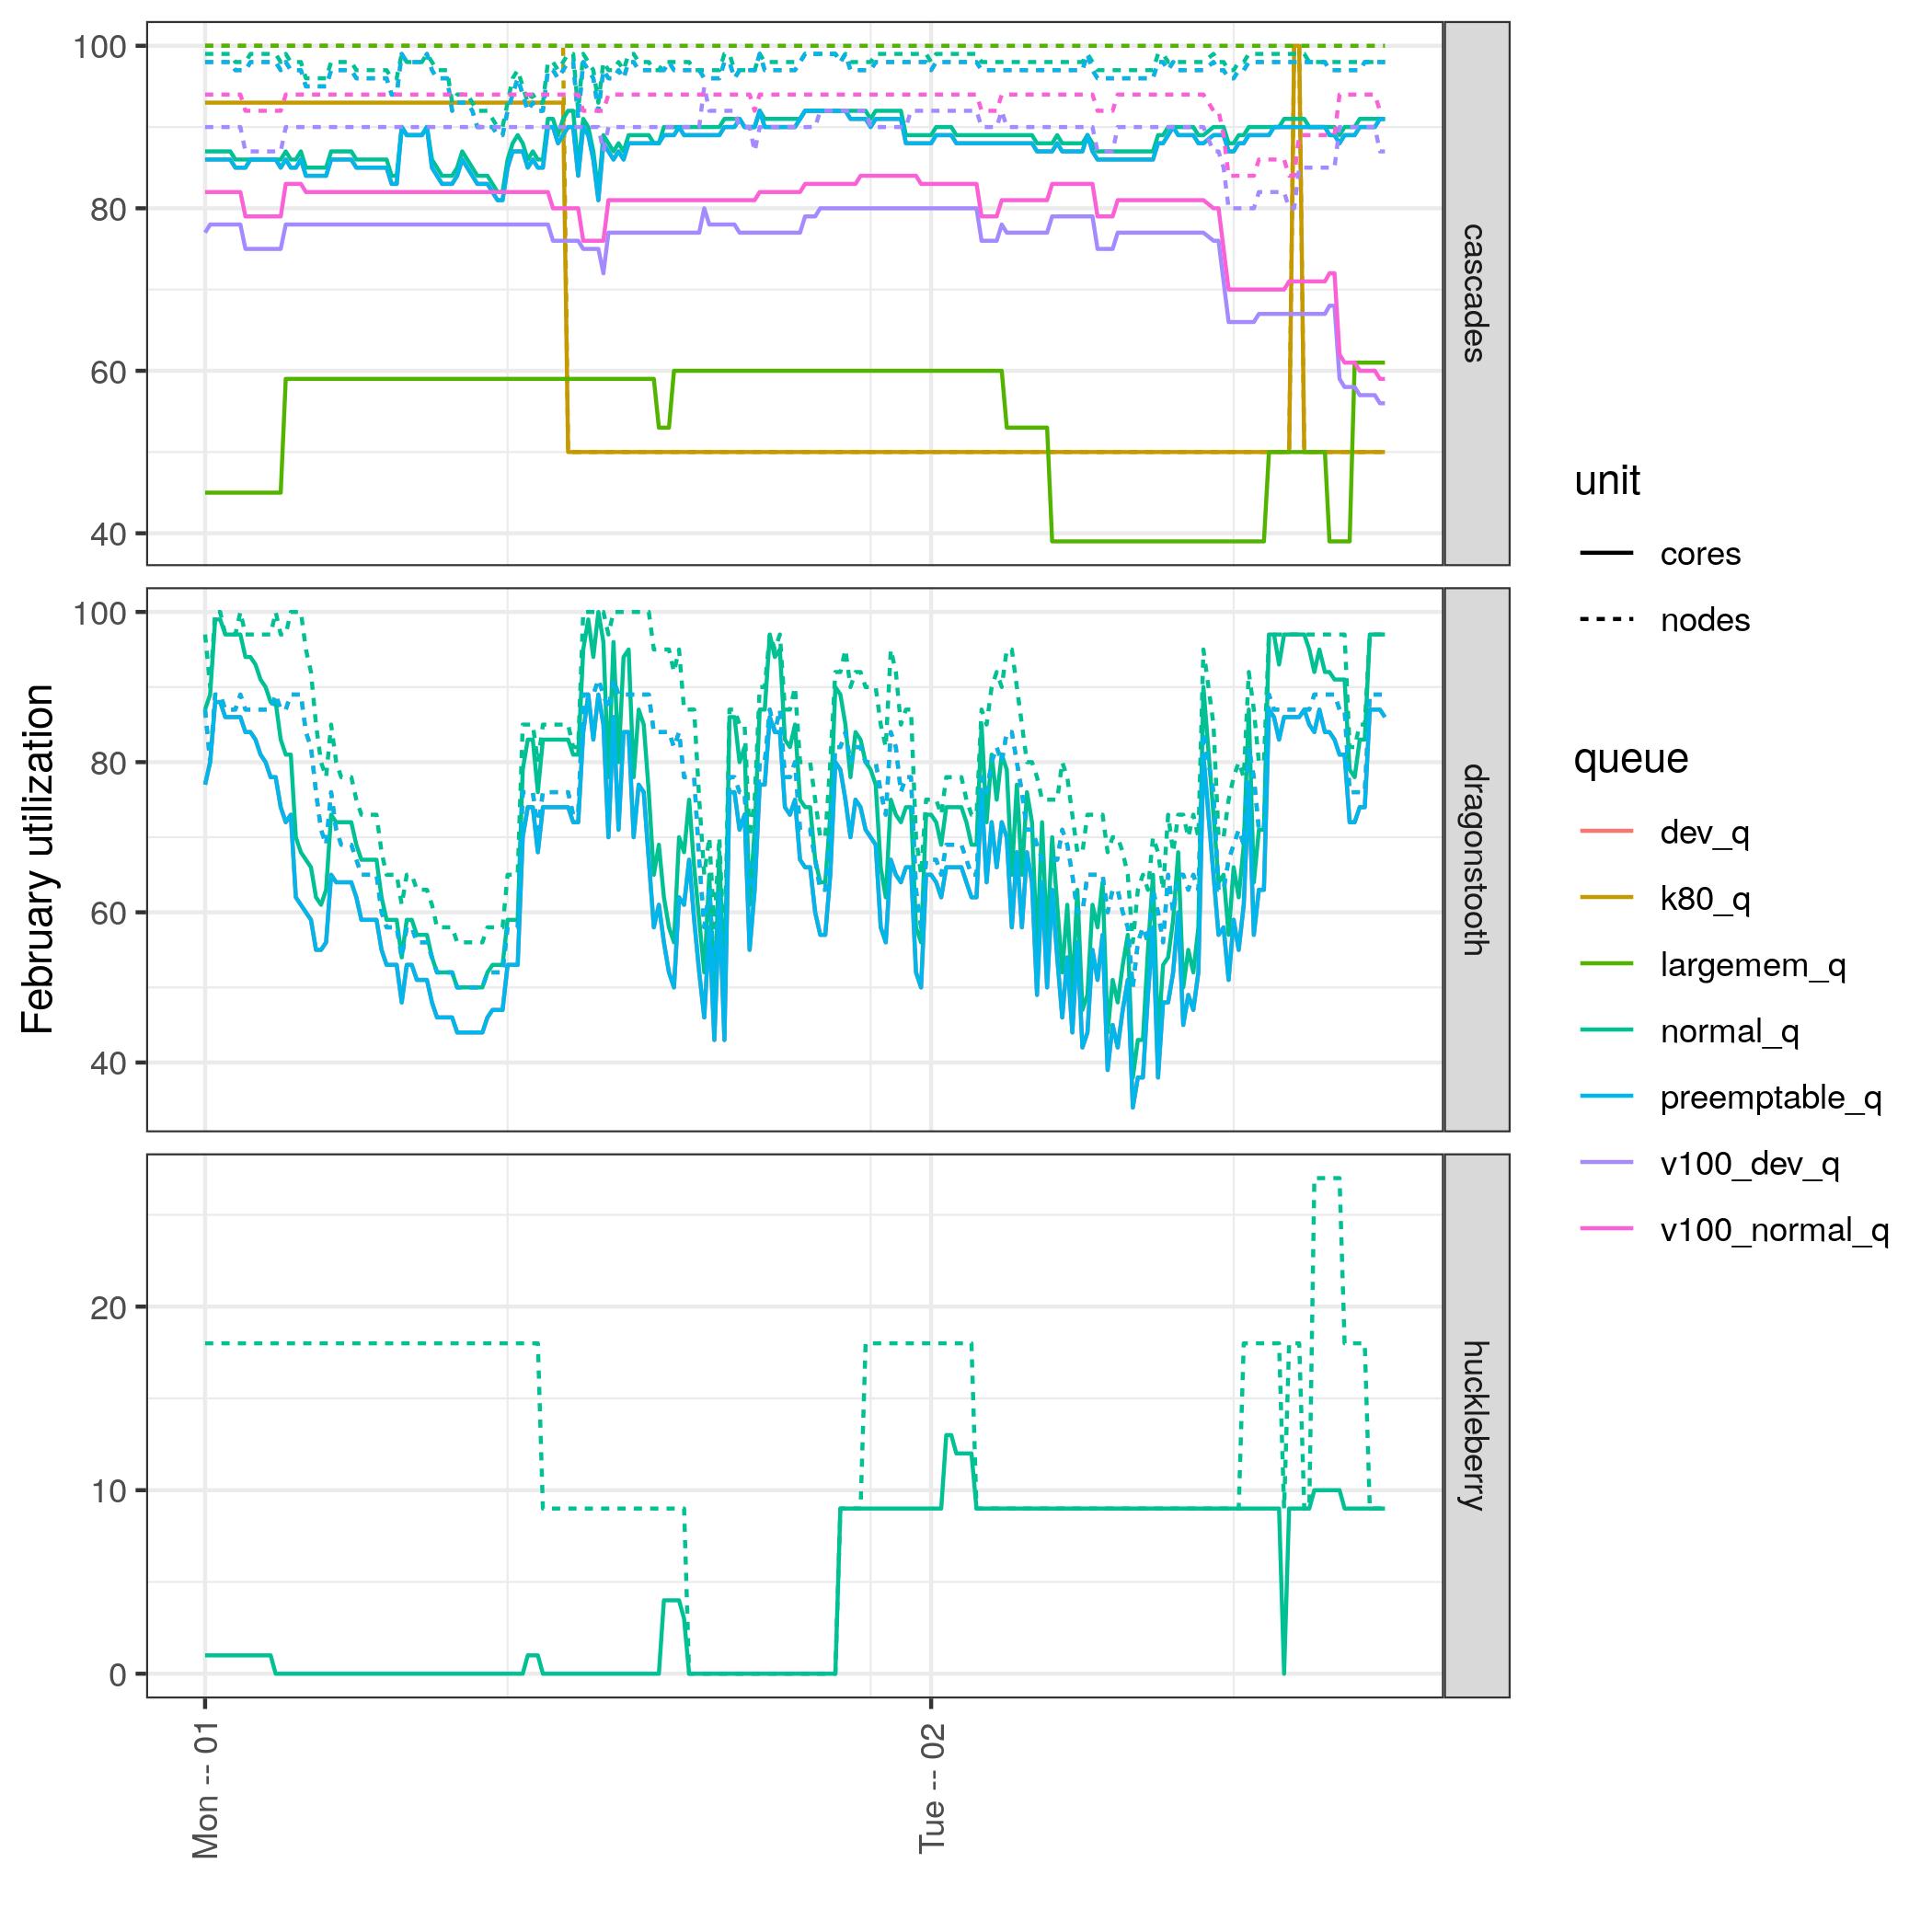 February utilization
100
80
60
40
cascades
100
80
60
40
dragonstooth
20
10
0
huckleberry
Mon -- 01
Tue -- 02
unit
cores
nodes
queue
dev_q
k80_q
largemem_q
normal_q
preemptable_q
v100_dev_q
v100_normal_q